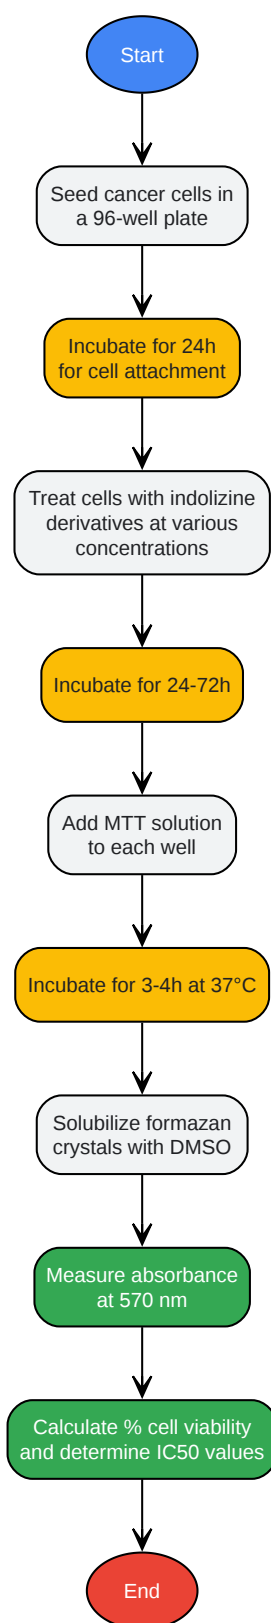 Start
Seed cancer cells in
a 96-well plate
Incubate for 24h
for cell attachment
Treat cells with indolizine
derivatives at various
concentrations
Incubate for 24-72h
Add MTT solution
to each well
Incubate for 3-4h at 37°C
Solubilize formazan
crystals with DMSO
Measure absorbance
at 570 nm
Calculate % cell viability
and determine IC50 values
End